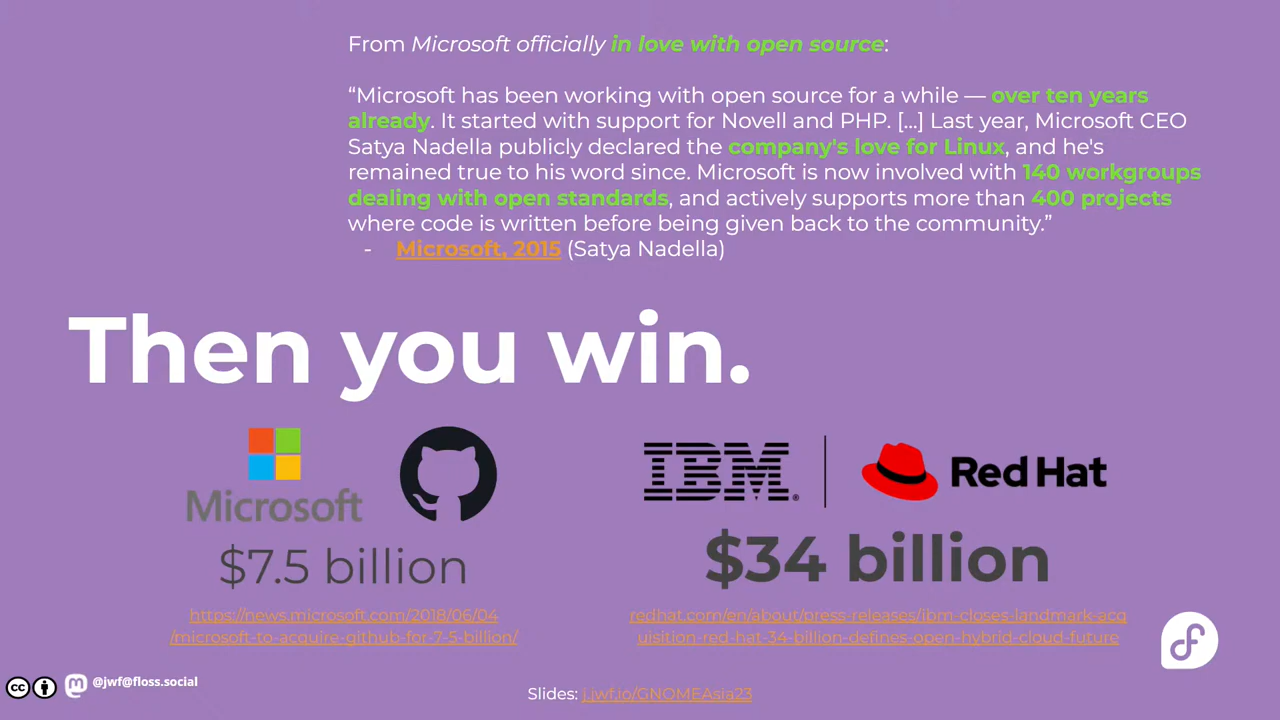 From Microsoft officially in love with open source:
“Microsoft has been working with open source for a while — over ten years
already. It started with support for Novell and PHP. [...] Last year, Microsoft CEO
Satya Nadella publicly declared the company's love for Linux, and he's
remained true to his word since. Microsoft is now involved with 140 workgroups
dealing with open standards, and actively supports more than 400 projects
where code is written before being given back to the community.”
- Microsoft, 2015 (Satya Nadella)
Then you win.
Microsoft
$7.5 billion
https://news.microsoft.com/2018/06/04
/microsoft-to-acquire-github-for-7-5-billion/
IBM®
Red Hat
$34 billion
redhat.com/en/about/press-releases/ibm-closes-landmark-acq
uisition-red-hat-34-billion-defines-open-hybrid-cloud-future
cc
@jwf@floss.social
Slides: j.jwf.io/GNOMEAsia23